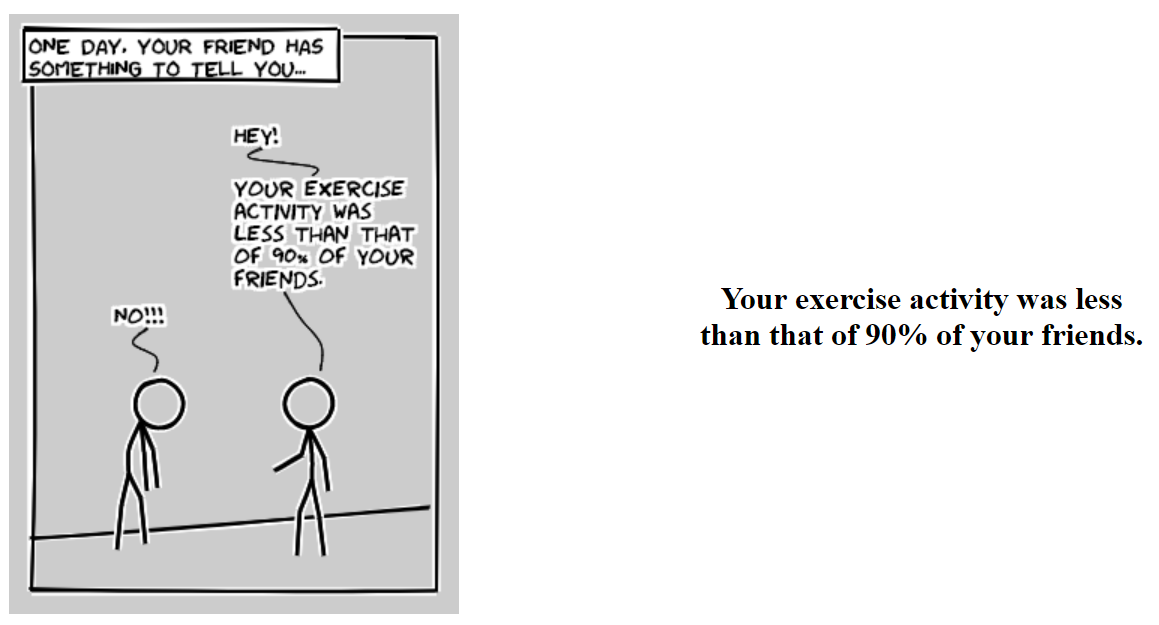 ONE DAY, YOUR FRIEND HAS
SOMETHING TO TELL YOU...
HEY!
YOUR EXERCISE
ACTIVITY WAS
LESS THAN THAT
OF 90% OF YOUR
FRIENDS.
NO!!!
Your exercise activity was less
than that of 90% of your friends.